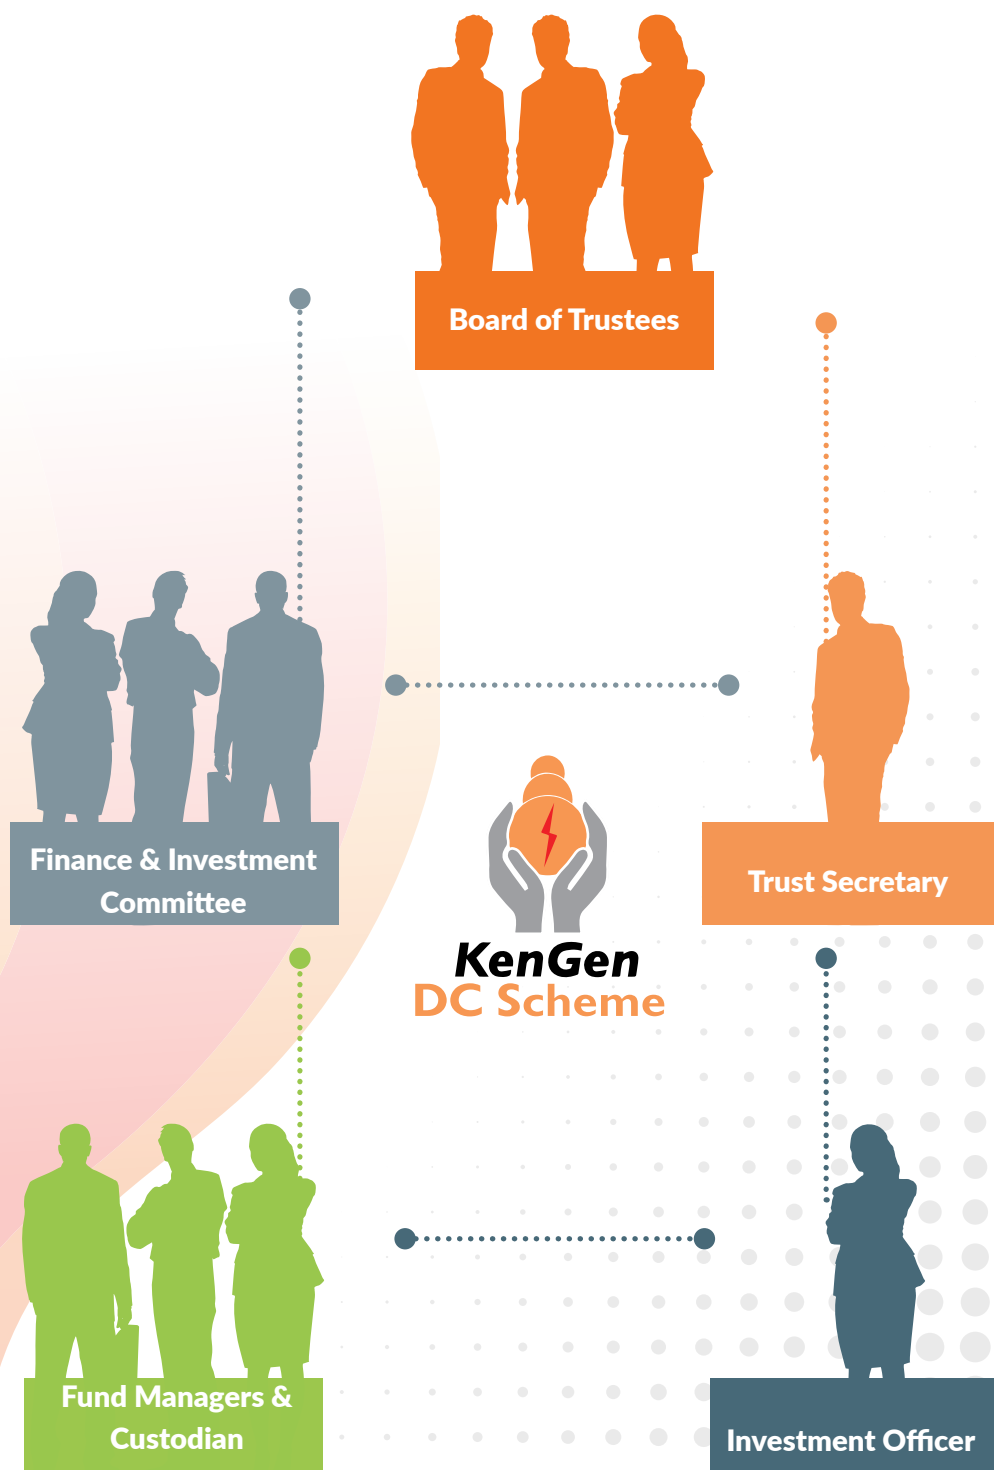 Board of Trustees
Finance & Investment
Committee
Trust Secretary
KenGen
DC Scheme
Fund Managers &
Custodian
Investment Officer